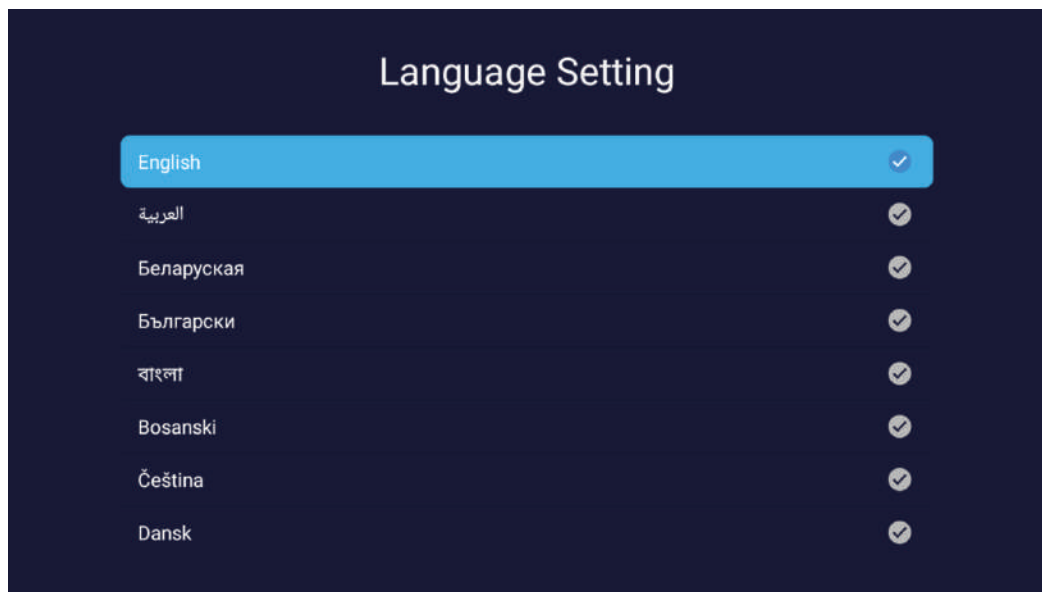 Language Setting
English
العربية
Беларуская
Български
বাংলা
Bosanski
Čeština
Dansk